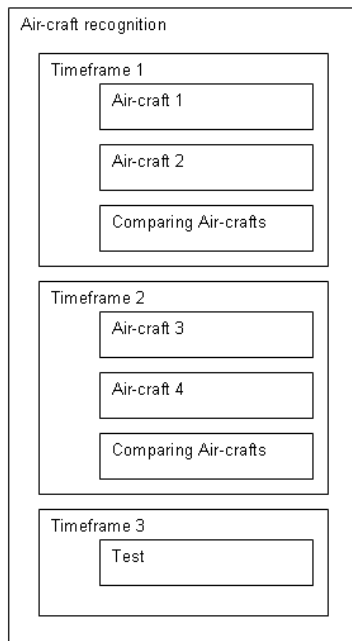 Air-craft recognition
Timeframe 1
Air-craft 1
Air-craft 2
Comparing Air-crafts
Timeframe 2
Air-craft 3
Air-craft 4
Comparing Air-crafts
Timeframe 3
Test